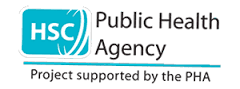 HSC
Public Health
Agency
Project supported by the PHA